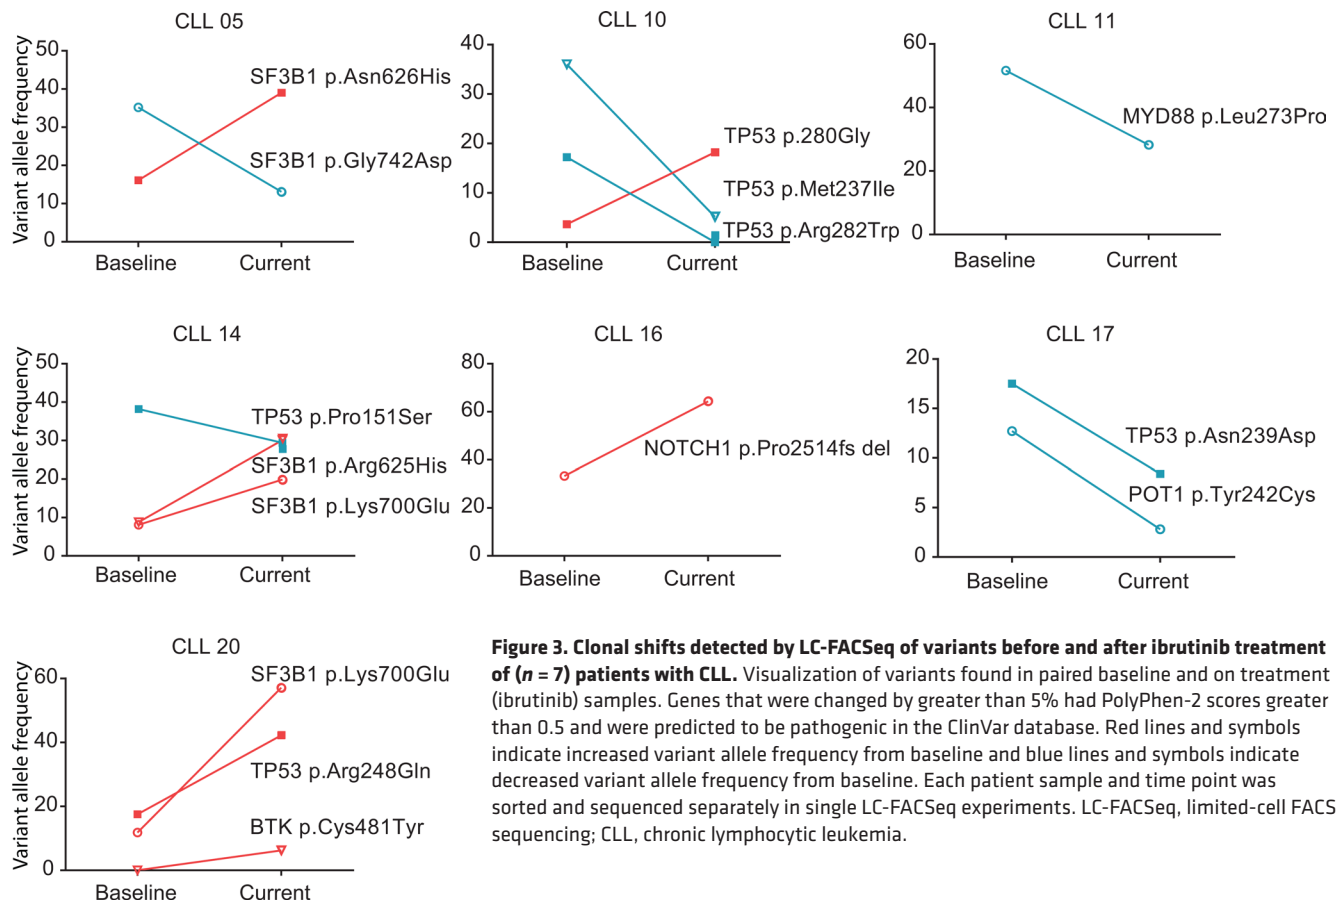 CLL 05
Variant allele frequency
50
40
30
20
10
0
SF3B1 p.Asn626His
SF3B1 p.Gly742Asp
Baseline
Current
CLL 10
40
30
20
10
0
TP53 p.280Gly
TP53 p.Met237Ile
TP53 p.Arg282Trp
Baseline
Current
CLL 11
60
40
20
0
MYD88 p.Leu273Pro
Baseline
Current
CLL 14
Variant allele frequency
50
40
30
20
10
0
TP53 p.Pro151Ser
SF3B1 p.Arg625His
SF3B1 p.Lys700Glu
Baseline
Current
CLL 16
80
60
40
20
0
NOTCH1 p.Pro2514fs del
Baseline
Current
CLL 17
20
15
10
5
0
TP53 p.Asn239Asp
POT1 p.Tyr242Cys
Baseline
Current
CLL 20
Variant allele frequency
60
40
20
0
SF3B1 p.Lys700Glu
TP53 p.Arg248Gln
BTK p.Cys481Tyr
Baseline
Current
Figure 3. Clonal shifts detected by LC-FACSeq of variants before and after ibrutinib treatment
of (n = 7) patients with CLL. Visualization of variants found in paired baseline and on treatment
(ibrutinib) samples. Genes that were changed by greater than 5% had PolyPhen-2 scores greater
than 0.5 and were predicted to be pathogenic in the ClinVar database. Red lines and symbols
indicate increased variant allele frequency from baseline and blue lines and symbols indicate
decreased variant allele frequency from baseline. Each patient sample and time point was
sorted and sequenced separately in single LC-FACSeq experiments. LC-FACSeq, limited-cell FACS
sequencing; CLL, chronic lymphocytic leukemia.